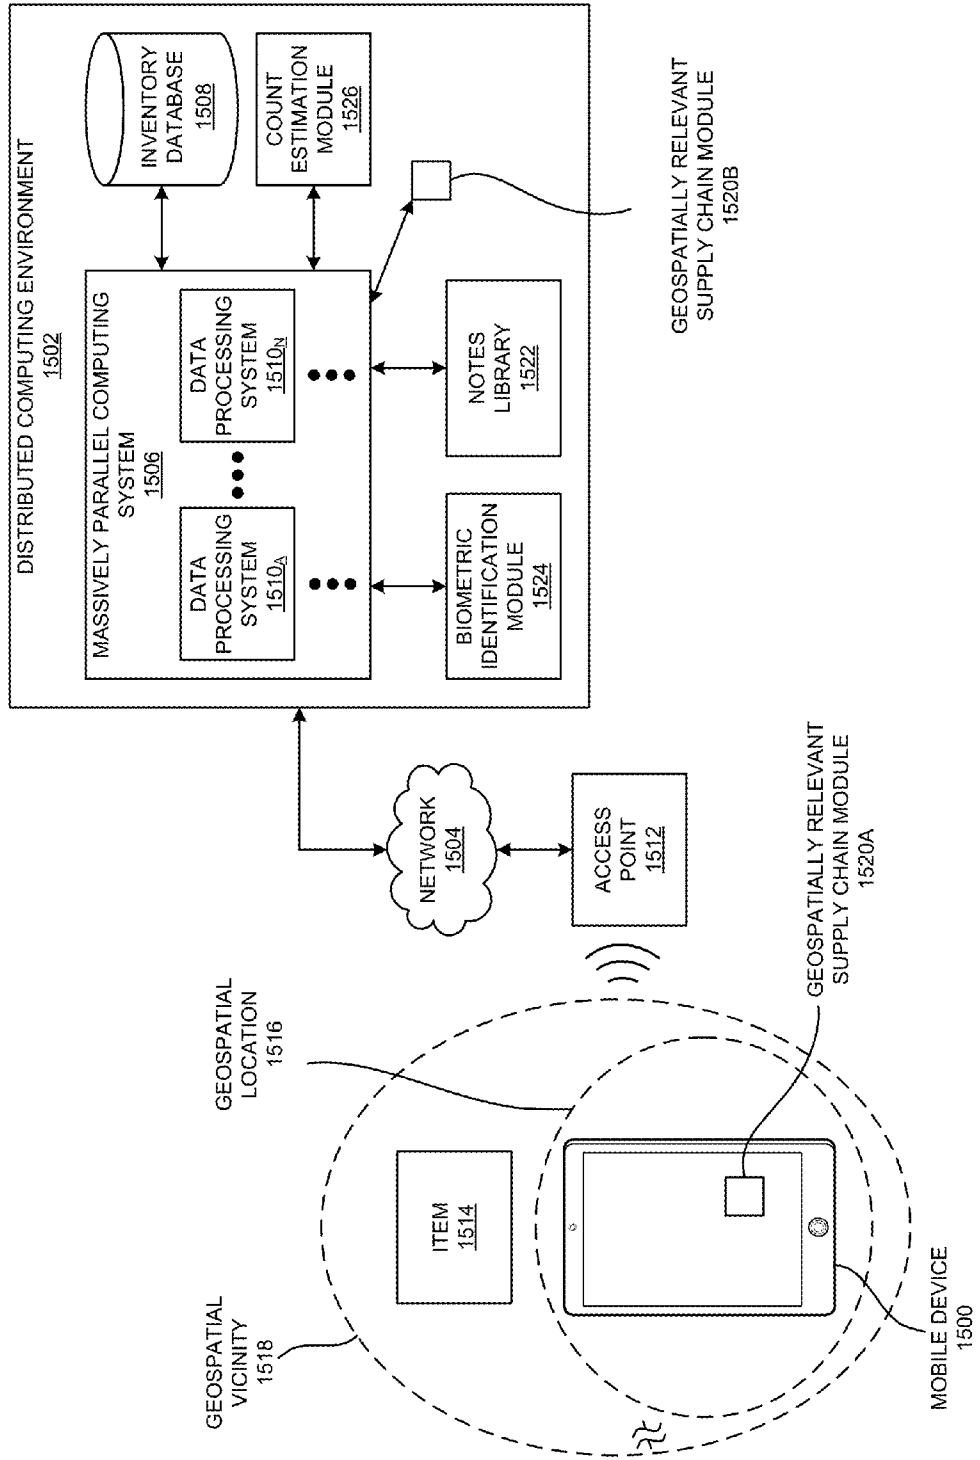 DISTRIBUTED COMPUTING ENVIRONMENT
1502
MASSIVELY PARALLEL COMPUTING
SYSTEM
1506
DATA
PROCESSING
SYSTEM
1510A
DATA
PROCESSING
SYSTEM
1510N
INVENTORY
DATABASE
1508
COUNT
ESTIMATION
MODULE
1526
BIOMETRIC
IDENTIFICATION
MODULE
1524
NOTES
LIBRARY
1522
GEOSPATIALLY RELEVANT
SUPPLY CHAIN MODULE
1520B
NETWORK
1504
ACCESS
POINT
1512
GEOSPATIAL
VICINITY
1518
GEOSPATIAL
LOCATION
1516
ITEM
1514
GEOSPATIALLY RELEVANT
SUPPLY CHAIN MODULE
1520A
MOBILE DEVICE
1500